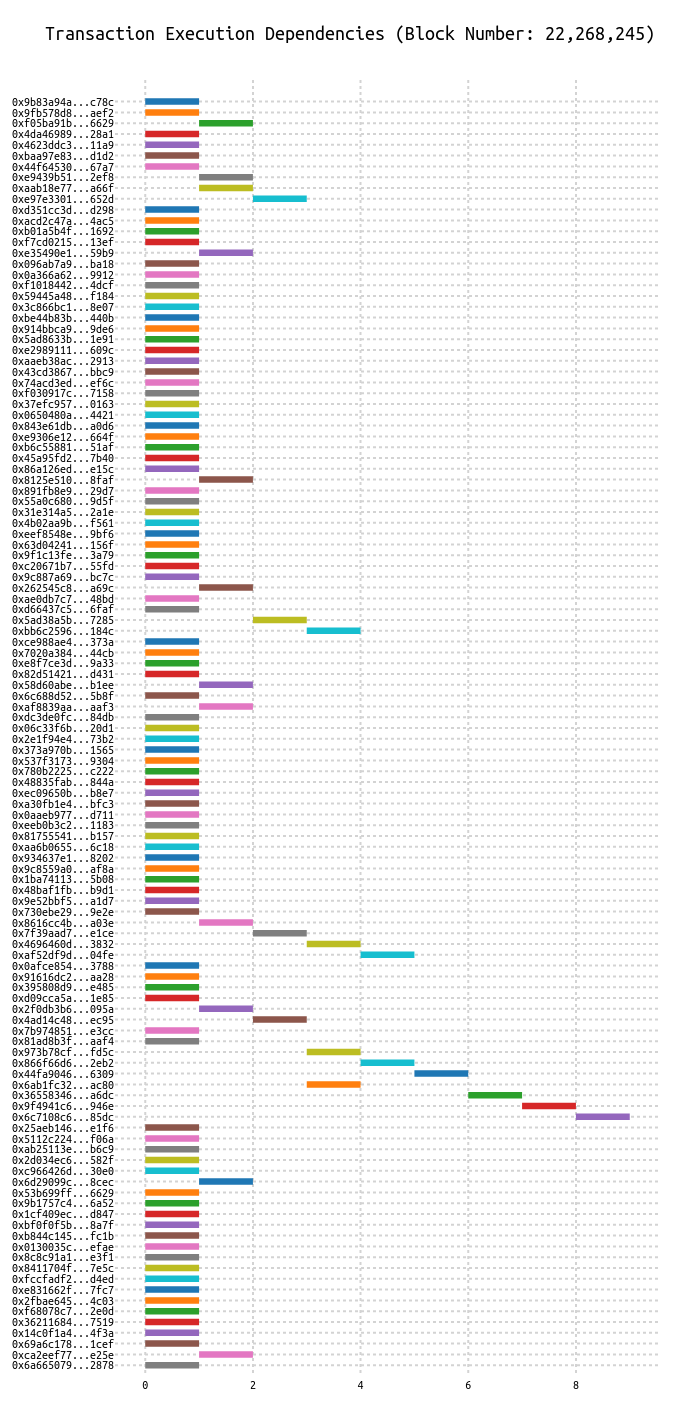 Transaction Execution Dependencies (Block Number: 22,268,245)
0x9b83a94a...c78c
0x9fb578d8...aef2
0xf05ba91b...6629
0x4da46989...28a1
0x4623ddc3...11a9
0xbaa97e83...d1d2
0x44f64530...67a7
0xe9439b51...2ef8
0xaab18e77...a66f
0xe97e3301...652d
0xd351cc3d...d298
0xacd2c47a...4ac5
0xb01a5b4f...1692
0xf7cd0215...13ef
0xe35490e1...59b9
0x096ab7a9...ba18
0x0a366a62...9912
0xf1018442...4dcf
0x59445a48...f184
0x3c866bc1...8e07
0xbe44b83b...440b
0x914bbca9...9de6
0x5ad8633b...1e91
0xe2989111...609c
0xaaeb38ac...2913
0x43cd3867...bbc9
0x74acd3ed...ef6c
0xf030917c...7158
0x37efc957...0163
0x0650480a...4421
0x843e61db...a0d6
0xe9306e12...664f
0xb6c55881...51af
0x45a95fd2...7b40
0x86a126ed...e15c
0x8125e510...8faf
0x891fb8e9...29d7
0x55a0c680...9d5f
0x31e314a5...2a1e
0x4b02aa9b...f561
0xeef8548e...9bf6
0x63d04241...156f
0x9f1c13fe...3a79
0xc20671b7...55fd
0x9c887a69...bc7c
0x262545c8...a69c
0xae0db7c7...48bd
0xd66437c5...6faf
0x5ad38a5b...7285
0xbb6c2596...184c
0xce988ae4...373a
0x7020a384...44cb
0xe8f7ce3d...9a33
0x82d51421...d431
0x58d60abe...b1ee
0x6c688d52...5b8f
0xaf8839aa...aaf3
0xdc3de0fc...84db
0x06c33f6b...20d1
0x2e1f94e4...73b2
0x373a970b...1565
0x537f3173...9304
0x780b2225...c222
0x48835fab...844a
0xec09650b...b8e7
0xa30fb1e4...bfc3
0x0aaeb977...d711
0xeeb0b3c2...1183
0x81755541...b157
0xaa6b0655...6c18
0x934637e1...8202
0x9c8559a0...af8a
0x1ba74113...5b08
0x48baf1fb...b9d1
0x9e52bbf5...a1d7
0x730ebe29...9e2e
0x8616cc4b...a03e
0x7f39aad7...e1ce
0x4696460d...3832
0xaf52df9d...04fe
0x0afce854...3788
0x91616dc2...aa28
0x395808d9...e485
0xd09cca5a...1e85
0x2f0db3b6...095a
0x4ad14c48...ec95
0x7b974851...e3cc
0x81ad8b3f...aaf4
0x973b78cf...fd5c
0x866f66d6...2eb2
0x44fa9046...6309
0x6ab1fc32...ac80
0x36558346...a6dc
0x9f4941c6...946e
0x6c7108c6...85dc
0x25aeb146...e1f6
0x5112c224...f06a
0xab25113e...b6c9
0x2d034ec6...582f
0xc966426d...30e0
0x6d29099c...8cec
0x53b699ff...6629
0x9b1757c4...6a52
0x1cf409ec...d847
0xbf0f0f5b...8a7f
0xb844c145...fc1b
0x0130035c...efae
0x8c8c91a1...e3f1
0x8411704f...7e5c
0xfccfadf2...d4ed
0xe831662f...7fc7
0x2fbae645...4c03
0xf68078c7...2e0d
0x36211684...7519
0x14c0f1a4...4f3a
0x69a6c178...1cef
0xca2eef77...e25e
0x6a665079...2878
0 2 4 6 8